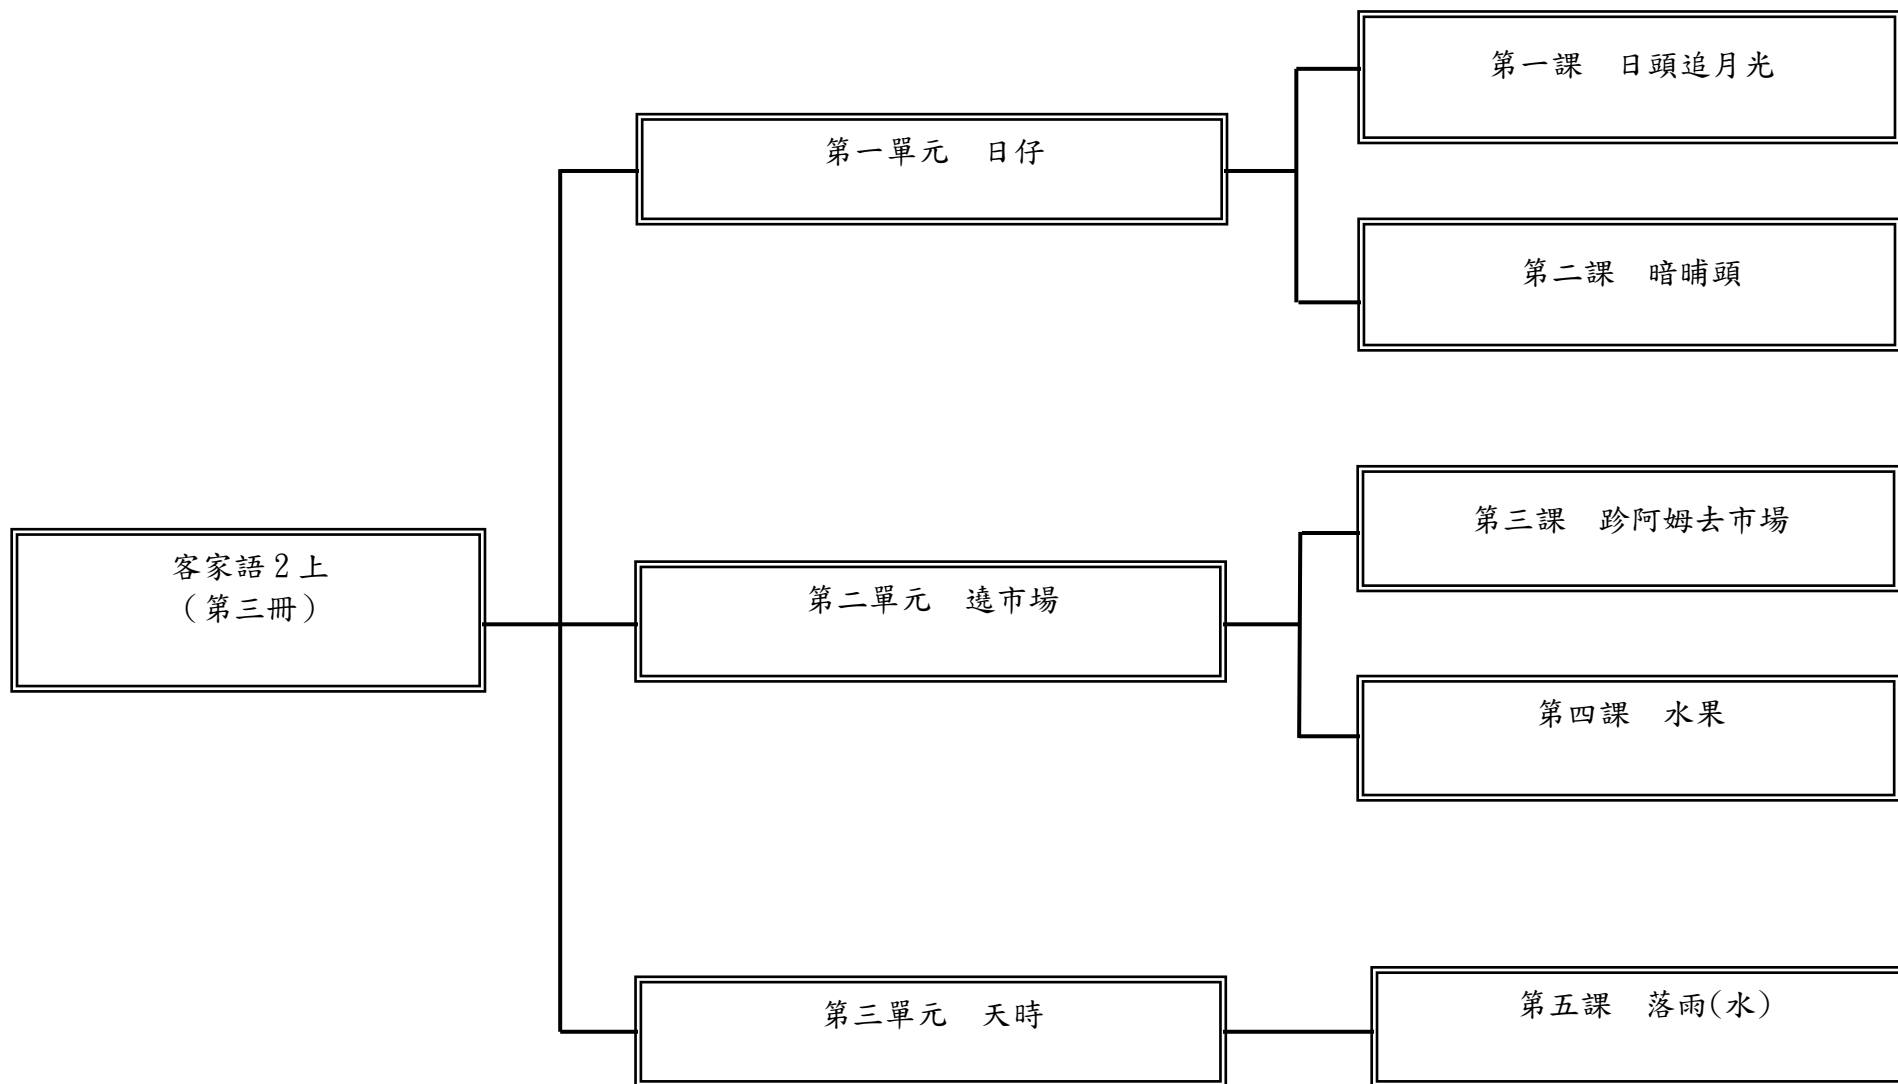 第一課　日頭追月光
第一單元　日仔
第二課　暗晡頭
第三課　跈阿姆去市場
客家語2上
（第三冊）
第二單元　遶市場
第四課　水果
第三單元　天時
第五課　落雨(水)